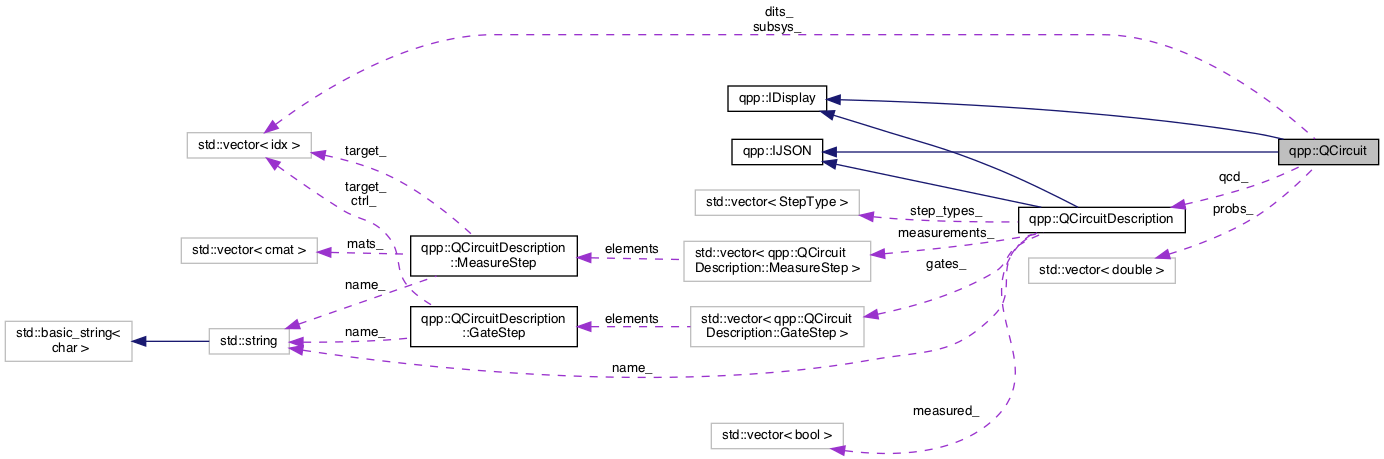 dits_
subsys_
qpp::IDisplay
std::vector< idx >
target_
qpp::IJSON
qpp::QCircuit
qcd_
target_
ctrl_
std::vector< StepType >
step_types_
qpp::QCircuitDescription
probs_
measurements_
std::vector< cmat >
mats_
qpp::QCircuitDescription
::MeasureStep
elements
std::vector< qpp::QCircuit
Description::MeasureStep >
gates_
std::vector< double >
name_
std::basic_string<
char >
std::string
name_
qpp::QCircuitDescription
::GateStep
elements
std::vector< qpp::QCircuit
Description::GateStep >
name_
measured_
std::vector< bool >